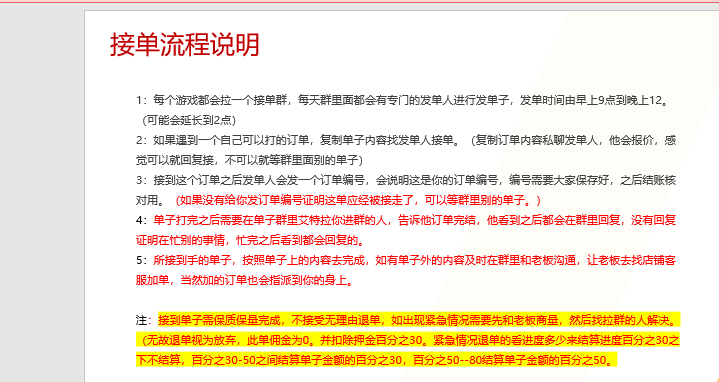 接单流程说明
1：每个游戏都会拉一个接单群，每天群里面都会有专门的发单人进行发单子，发单时间由早上9点到晚上12。
（可能会延长到2点）
2：如果遇到一个自己可以打的订单，复制单子内容找发单人接单。（复制订单内容私聊发单人，他会报价，感
觉可以就回复接，不可以就等群里面别的单子）
3：接到这个订单之后发单人会发一个订单编号，会说明这是你的订单编号，编号需要大家保存好，之后结账核
对用。（如果没有给你发订单编号证明这单应经被接走了，可以等群里别的单子。）
4：单子打完之后需要在单子群里艾特拉你进群的人，告诉他订单完结，他看到之后都会在群里回复，没有回复
证明在忙别的事情，忙完之后看到都会回复的。
5：所接到手的单子，按照单子上的内容去完成，如有单子外的内容及时在群里和老板沟通，让老板去找店铺客
服加单，当然加的订单也会指派到你的身上。
注：接到单子需保质保量完成，不接受无理由退单，如出现紧急情况需要先和老板商量，然后找拉群的人解决。
（无故退单视为放弃，此单佣金为0。并扣除押金百分之30。紧急情况退单的看进度多少来结算进度百分之30之
下不结算，百分之30-50之间结算单子金额的百分之30，百分之50--80结算单子金额的百分之50。